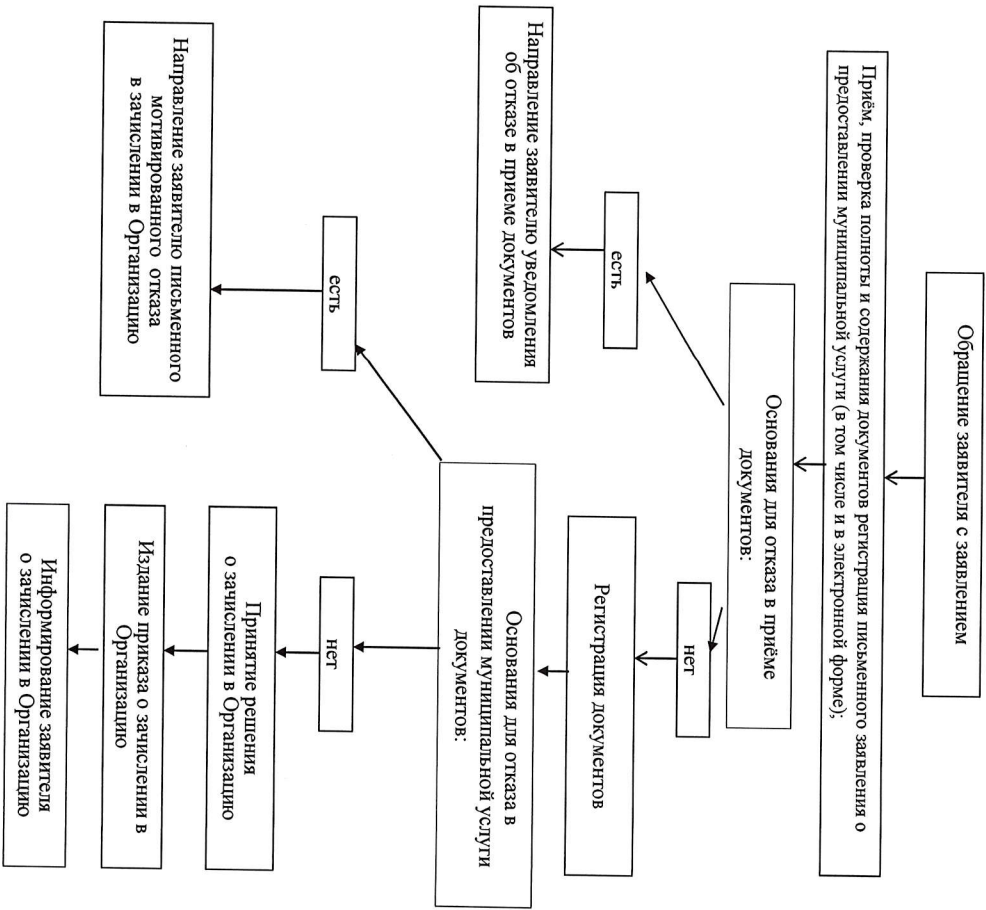 Обращение заявителя с заявлением
Приём, проверка полноты и содержания документов регистрация письменного заявления о
предоставлении муниципальной услуги (в том числе и в электронной форме);
Основания для отказа в приёме
документов:
есть
нет
Направление заявителю уведомления
об отказе в приеме документов
Регистрация документов
Основания для отказа в
предоставлении муниципальной услуги
документов:
есть
нет
Направление заявителю письменного
мотивированного отказа
в зачислении в Организацию
Принятие решения
о зачислении в Организацию
Издание приказа о зачислении в
Организацию
Информирование заявителя
о зачислении в Организацию